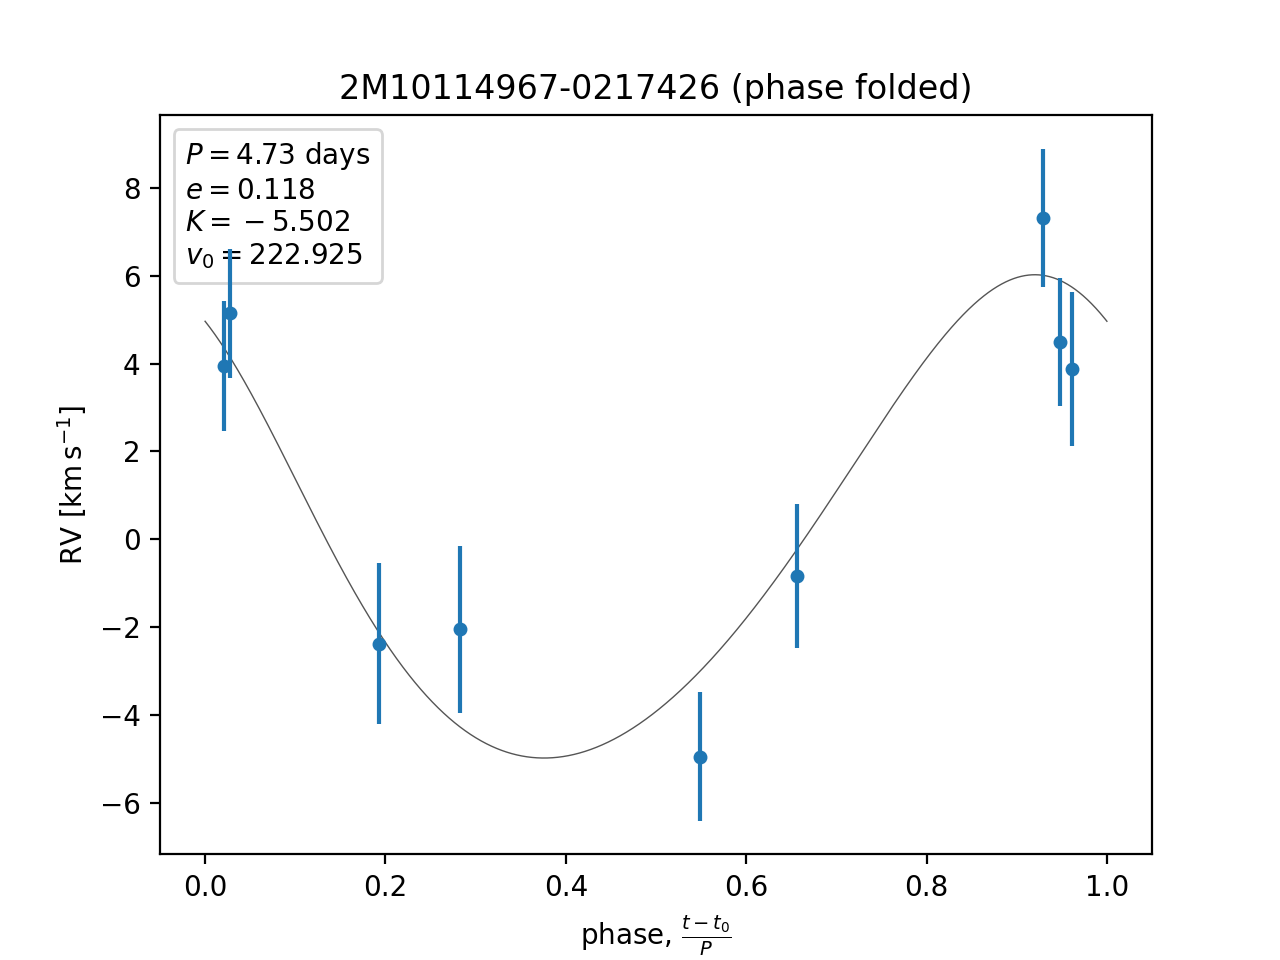 2M10114967-0217426 (phase folded)
P = 4.73 days
e = 0.118
K = −5.502
v₀ = 222.925
8
6
4
2
0
−2
−4
−6
RV [km s⁻¹]
0.0 0.2 0.4 0.6 0.8 1.0
phase, (t − t₀)/P